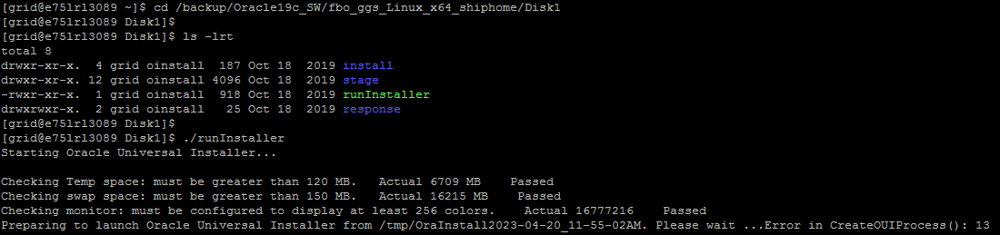 [grid@e75lrl3089 ~]$ cd /backup/Oracle19c_SW/fbo_ggs_Linux_x64_shiphome/Disk1
[grid@e75lrl3089 Disk1]$
[grid@e75lrl3089 Disk1]$ ls -lrt
total 8
drwxr-xr-x.  4 grid oinstall  187 Oct 18  2019 install
drwxr-xr-x. 12 grid oinstall 4096 Oct 18  2019 stage
-rwxr-xr-x.  1 grid oinstall  918 Oct 18  2019 runInstaller
drwxrwxr-x.  2 grid oinstall   25 Oct 18  2019 response
[grid@e75lrl3089 Disk1]$
[grid@e75lrl3089 Disk1]$ ./runInstaller
Starting Oracle Universal Installer...

Checking Temp space: must be greater than 120 MB.   Actual 6709 MB    Passed
Checking swap space: must be greater than 150 MB.   Actual 16215 MB    Passed
Checking monitor: must be configured to display at least 256 colors.    Actual 16777216    Passed
Preparing to launch Oracle Universal Installer from /tmp/OraInstall2023-04-20_11-55-02AM. Please wait ...Error in CreateOUIProcess(): 13